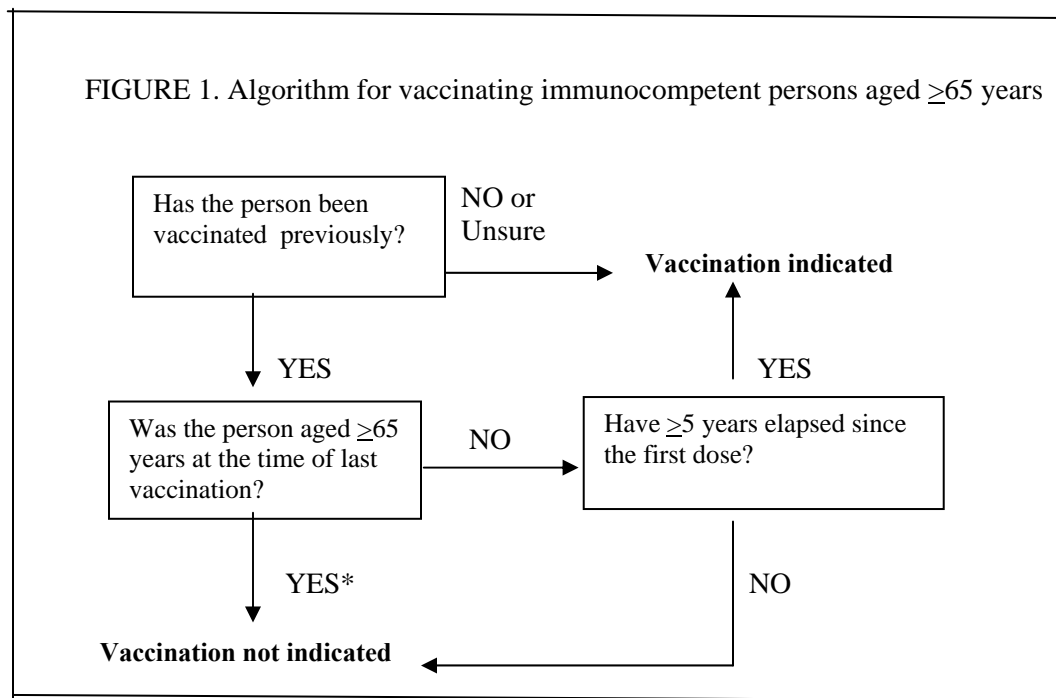 FIGURE 1. Algorithm for vaccinating immunocompetent persons aged ≥65 years
Has the person been
vaccinated  previously?
NO or
Unsure
Vaccination indicated
YES
YES
Was the person aged ≥65
years at the time of last
vaccination?
NO
Have ≥5 years elapsed since
the first dose?
YES*
NO
Vaccination not indicated